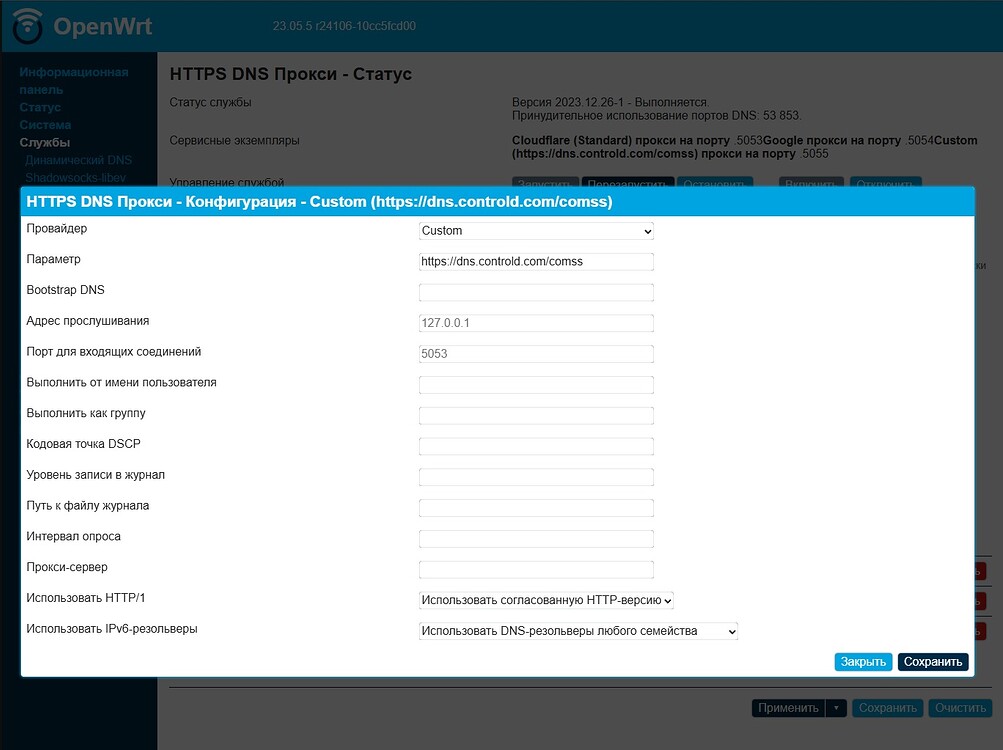 OpenWrt
23.05.5 r24106-10cc5fcd00
Информационная
панель
Статус
Система
Службы
Динамический DNS
Shadowsocks-libev
HTTPS DNS Прокси - Статус
Статус службы
Версия 2023.12.26-1 - Выполняется.
Принудительное использование портов DNS: 53 853.
Сервисные экземпляры
Cloudflare (Standard) прокси на порту .5053Google прокси на порту .5054Custom
(https://dns.controld.com/comss) прокси на порту .5055
Управление службой
Запустить Перезапустить Остановить Включить Отключить
HTTPS DNS Прокси - Конфигурация - Custom (https://dns.controld.com/comss)
Провайдер
Custom
Параметр
https://dns.controld.com/comss
Bootstrap DNS
Адрес прослушивания
127.0.0.1
Порт для входящих соединений
5053
Выполнить от имени пользователя
Выполнить как группу
Кодовая точка DSCP
Уровень записи в журнал
Путь к файлу журнала
Интервал опроса
Прокси-сервер
Использовать HTTP/1
Использовать согласованную HTTP-версию
Использовать IPv6-резольверы
Использовать DNS-резольверы любого семейства
Закрыть Сохранить
Применить Сохранить Очистить